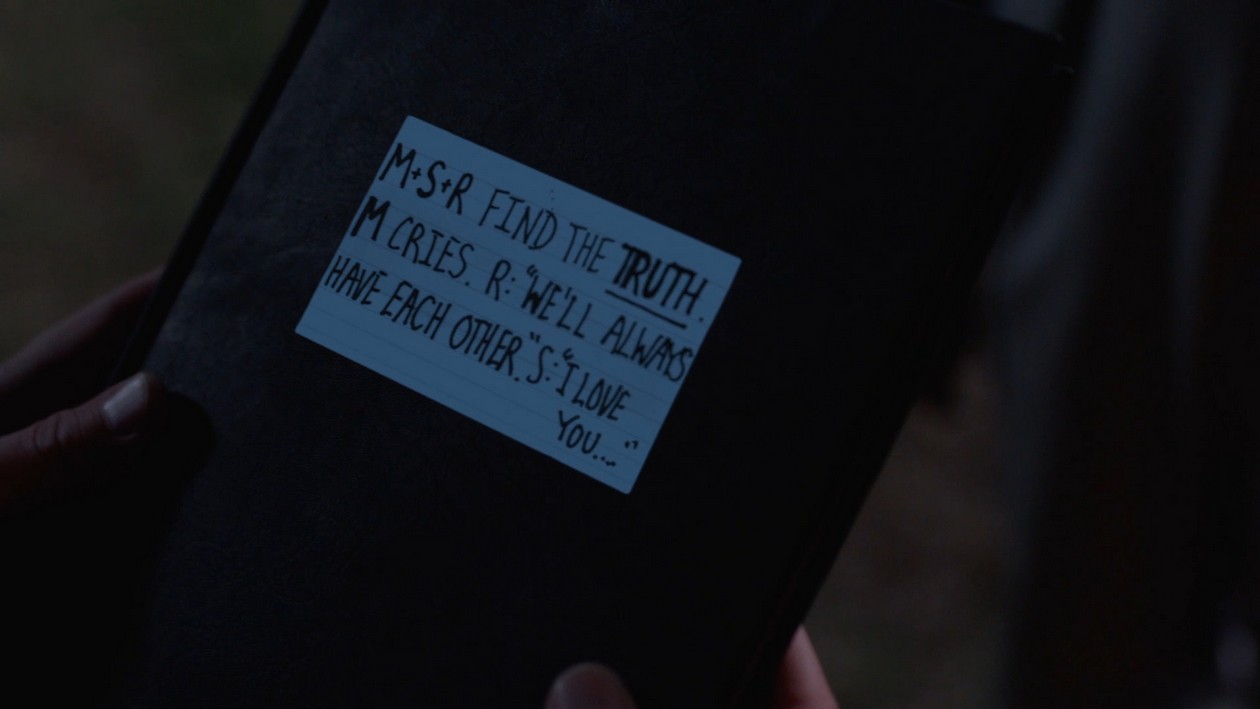 M+S+R FIND THE TRUTH.
M CRIES. R: "WE'LL ALWAYS
HAVE EACH OTHER." S: "I LOVE
YOU..."